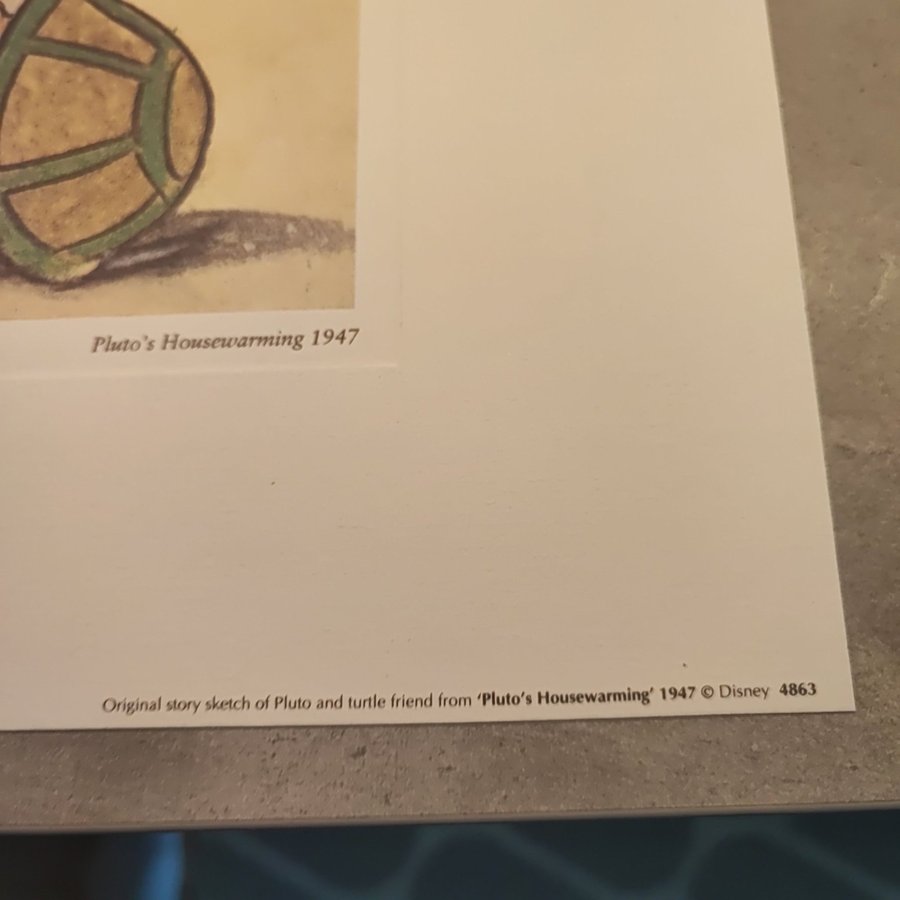 Pluto's Housewarming 1947
Original story sketch of Pluto and turtle friend from 'Pluto's Housewarming' 1947 © Disney 4863